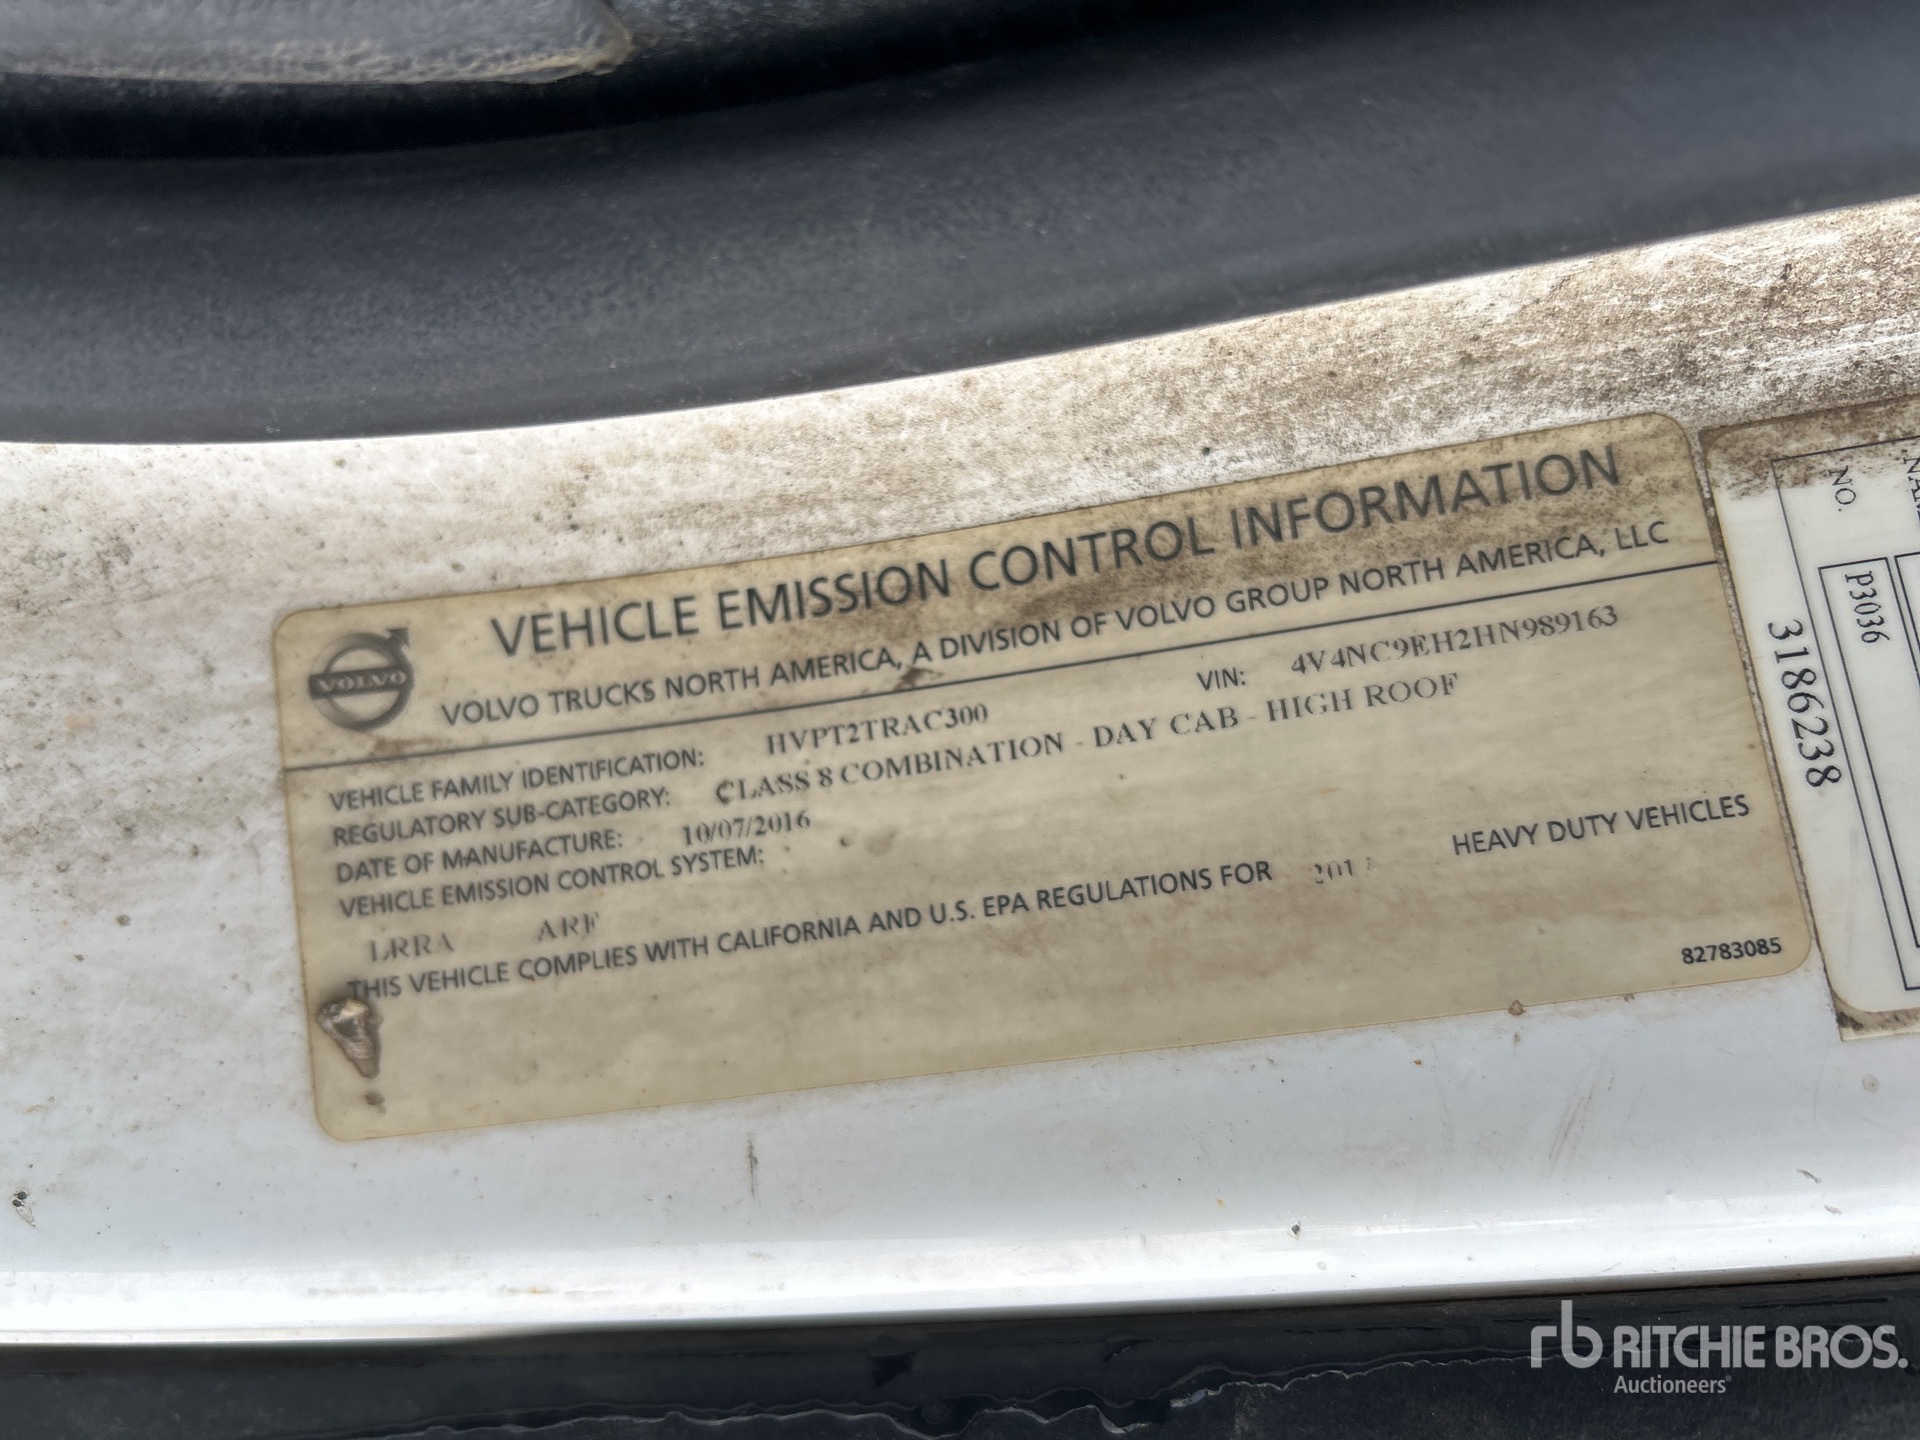 VOLVO
VEHICLE EMISSION CONTROL INFORMATION
VOLVO TRUCKS NORTH AMERICA, A DIVISION OF VOLVO GROUP NORTH AMERICA, LLC
VEHICLE FAMILY IDENTIFICATION: HVPT2TRAC300 VIN: 4V4NC9EH2HN989163
REGULATORY SUB-CATEGORY: CLASS 8 COMBINATION - DAY CAB - HIGH ROOF
DATE OF MANUFACTURE: 10/07/2016
VEHICLE EMISSION CONTROL SYSTEM:
LRRA ARF
THIS VEHICLE COMPLIES WITH CALIFORNIA AND U.S. EPA REGULATIONS FOR HEAVY DUTY VEHICLES
82783085
NO.
P3036
3186238
rb RITCHIE BROS.
Auctioneers